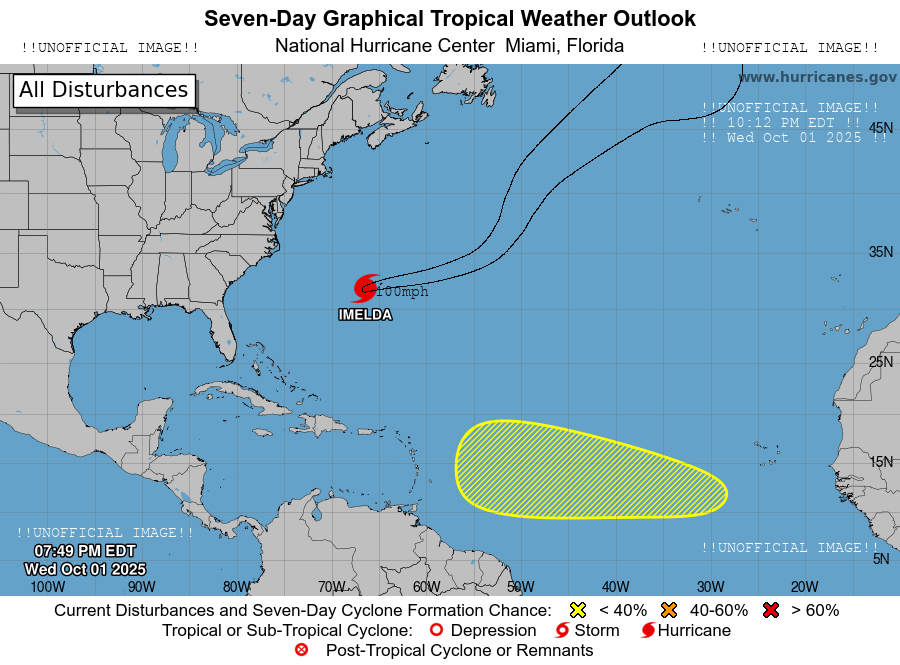 Seven-Day Graphical Tropical Weather Outlook
!!UNOFFICIAL IMAGE!! National Hurricane Center Miami, Florida !!UNOFFICIAL IMAGE!!
All Disturbances
www.hurricanes.gov
!!UNOFFICIAL IMAGE!!
!! 10:12 PM EDT !!
!! Wed Oct 01 2025 !!
45N
35N
100mph
IMELDA
25N
15N
!!UNOFFICIAL IMAGE!!
07:49 PM EDT
Wed Oct 01 2025
!!UNOFFICIAL IMAGE!!
5N
100W 90W 80W 70W 60W 50W 40W 30W 20W
Current Disturbances and Seven-Day Cyclone Formation Chance: < 40% 40-60% > 60%
Tropical or Sub-Tropical Cyclone: Depression Storm Hurricane
Post-Tropical Cyclone or Remnants